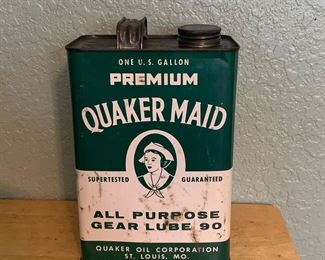 ONE U.S. GALLON
PREMIUM
QUAKER MAID
SUPERTESTED GUARANTEED
ALL PURPOSE
GEAR LUBE 90
QUAKER OIL CORPORATION
ST. LOUIS, MO.